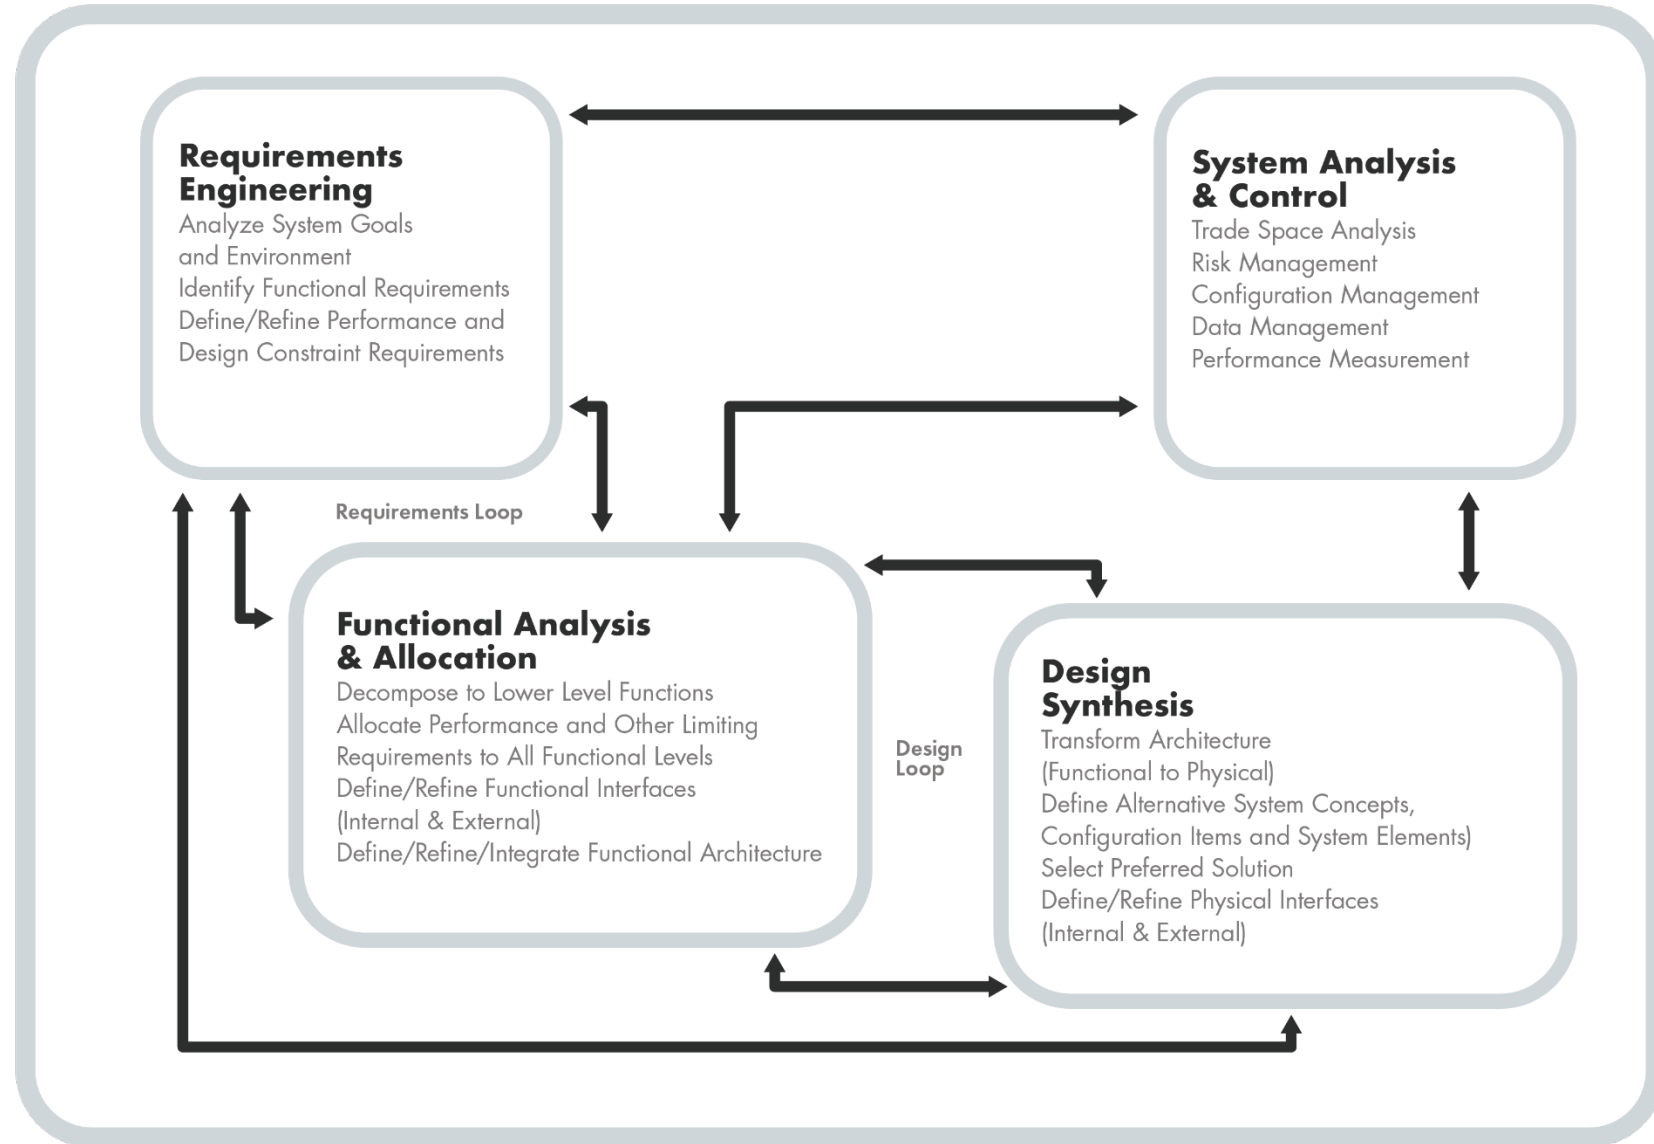 Requirements
Engineering
Analyze System Goals
and Environment
Identify Functional Requirements
Define/Refine Performance and
Design Constraint Requirements
System Analysis
& Control
Trade Space Analysis
Risk Management
Configuration Management
Data Management
Performance Measurement
Requirements Loop
Functional Analysis
& Allocation
Decompose to Lower Level Functions
Allocate Performance and Other Limiting
Requirements to All Functional Levels
Define/Refine Functional Interfaces
(Internal & External)
Define/Refine/Integrate Functional Architecture
Design
Loop
Design
Synthesis
Transform Architecture
(Functional to Physical)
Define Alternative System Concepts,
Configuration Items and System Elements)
Select Preferred Solution
Define/Refine Physical Interfaces
(Internal & External)